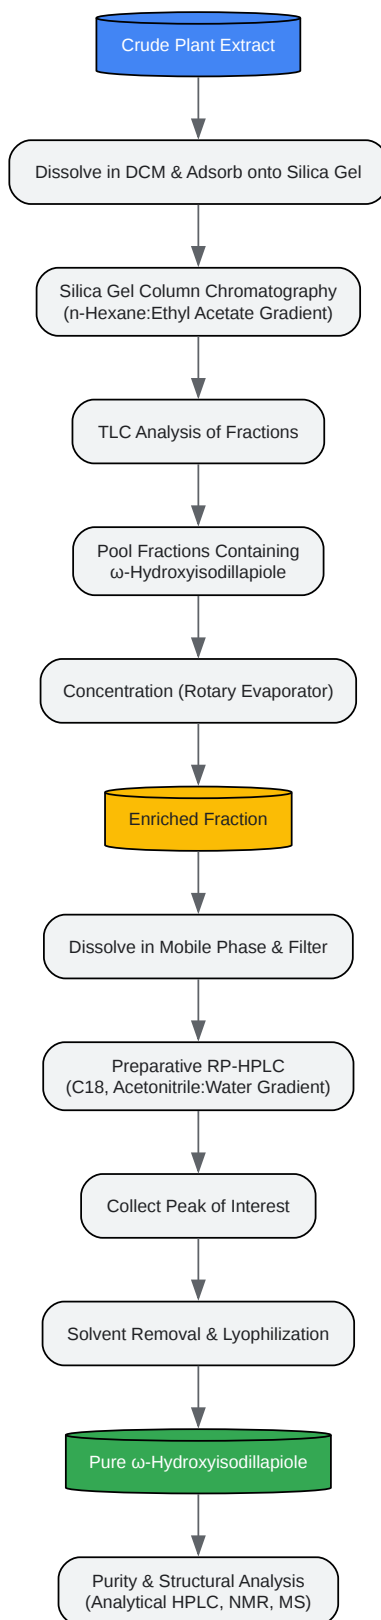 Crude Plant Extract
Dissolve in DCM & Adsorb onto Silica Gel
Silica Gel Column Chromatography
(n-Hexane:Ethyl Acetate Gradient)
TLC Analysis of Fractions
Pool Fractions Containing
ω-Hydroxyisodillapiole
Concentration (Rotary Evaporator)
Enriched Fraction
Dissolve in Mobile Phase & Filter
Preparative RP-HPLC
(C18, Acetonitrile:Water Gradient)
Collect Peak of Interest
Solvent Removal & Lyophilization
Pure ω-Hydroxyisodillapiole
Purity & Structural Analysis
(Analytical HPLC, NMR, MS)